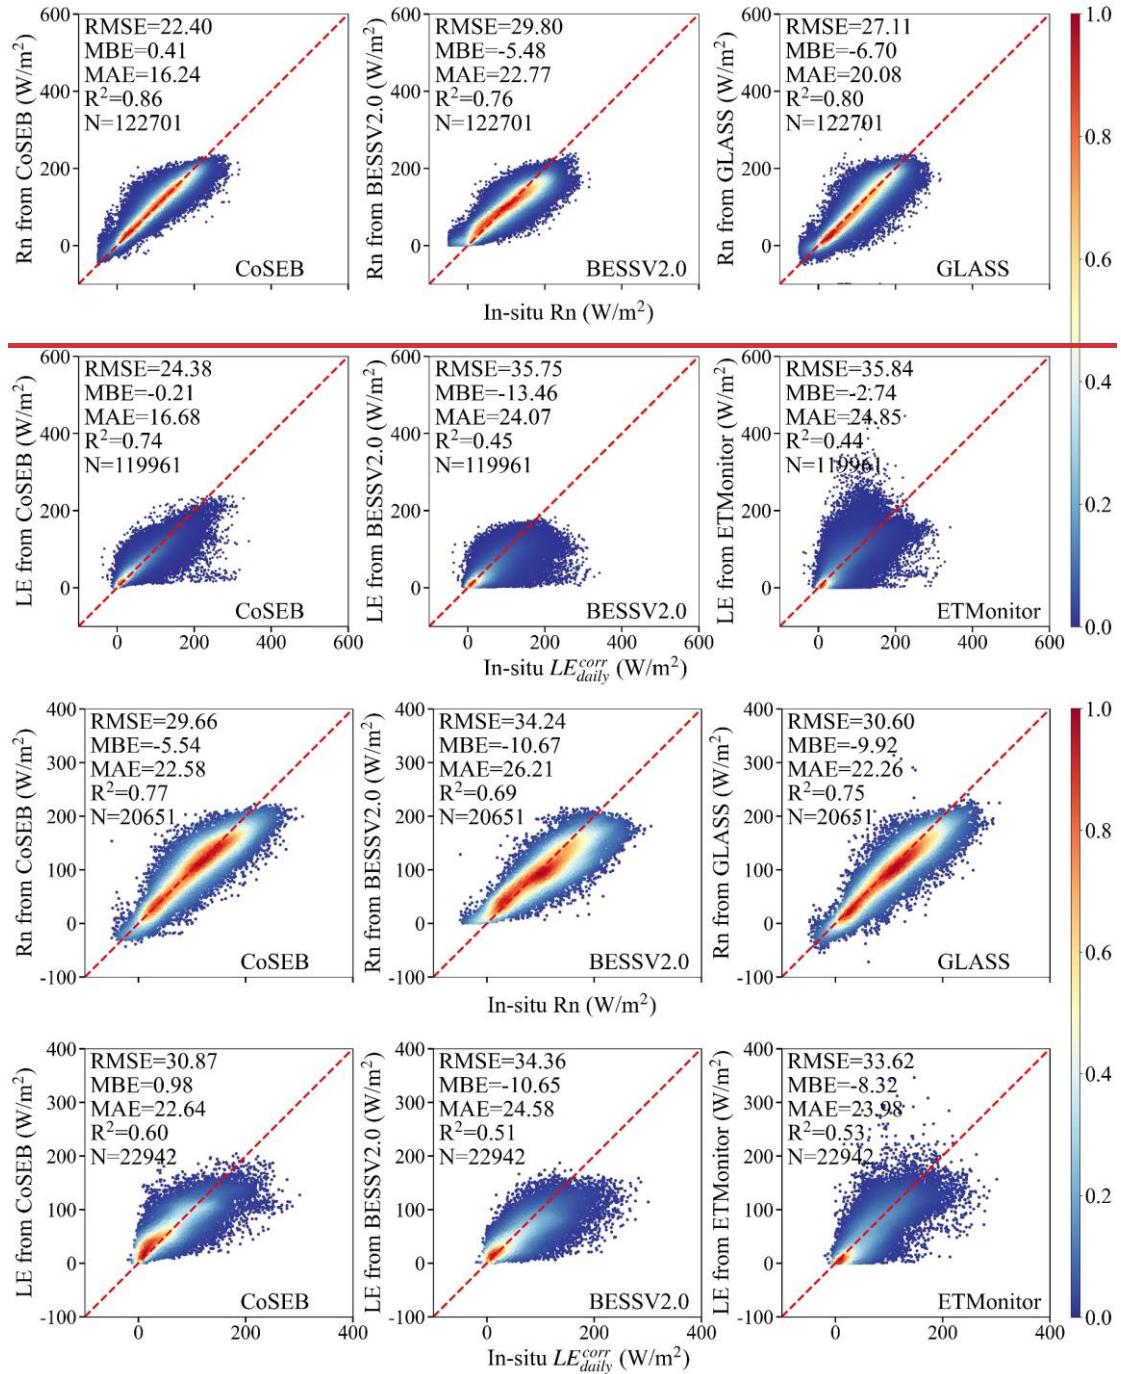 600
400
200
0
Rn from CoSEB (W/m²)
RMSE=22.40
MBE=0.41
MAE=16.24
R²=0.86
N=122701
CoSEB
Rn from BESSV2.0 (W/m²)
RMSE=29.80
MBE=-5.48
MAE=22.77
R²=0.76
N=122701
BESSV2.0
Rn from GLASS (W/m²)
RMSE=27.11
MBE=-6.70
MAE=20.08
R²=0.80
N=122701
GLASS
In-situ Rn (W/m²)
1.0
0.8
0.6
0.4
0.2
0.0
600
400
200
0
LE from CoSEB (W/m²)
RMSE=24.38
MBE=-0.21
MAE=16.68
R²=0.74
N=119961
CoSEB
0 200 400 600
600
400
200
0
LE from BESSV2.0 (W/m²)
RMSE=35.75
MBE=-13.46
MAE=24.07
R²=0.45
N=119961
BESSV2.0
0 200 400 600
600
400
200
0
LE from ETMonitor (W/m²)
RMSE=35.84
MBE=-2.74
MAE=24.85
R²=0.44
N=119961
ETMonitor
0 200 400 600
In-situ LE corr daily (W/m²)
400
300
200
100
0
-100
Rn from CoSEB (W/m²)
RMSE=29.66
MBE=-5.54
MAE=22.58
R²=0.77
N=20651
CoSEB
400
300
200
100
0
-100
Rn from BESSV2.0 (W/m²)
RMSE=34.24
MBE=-10.67
MAE=26.21
R²=0.69
N=20651
BESSV2.0
400
300
200
100
0
-100
Rn from GLASS (W/m²)
RMSE=30.60
MBE=-9.92
MAE=22.26
R²=0.75
N=20651
GLASS
In-situ Rn (W/m²)
1.0
0.8
0.6
0.4
0.2
0.0
400
300
200
100
0
-100
LE from CoSEB (W/m²)
RMSE=30.87
MBE=0.98
MAE=22.64
R²=0.60
N=22942
CoSEB
0 200 400
400
300
200
100
0
-100
LE from BESSV2.0 (W/m²)
RMSE=34.36
MBE=-10.65
MAE=24.58
R²=0.51
N=22942
BESSV2.0
0 200 400
400
300
200
100
0
-100
LE from ETMonitor (W/m²)
RMSE=33.62
MBE=-8.32
MAE=23.98
R²=0.53
N=22942
ETMonitor
0 200 400
In-situ LE corr daily (W/m²)